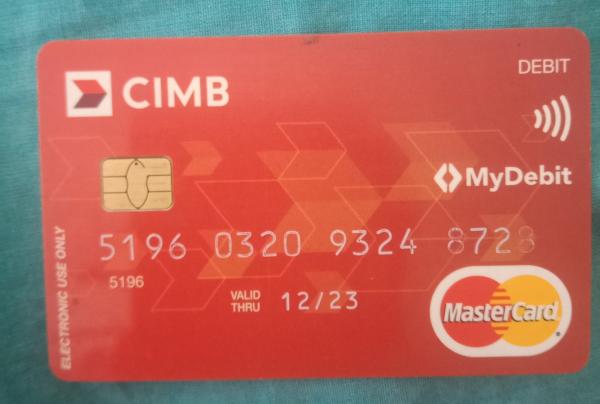 CIMB
DEBIT
MyDebit
5196 0320 9324
5196
VALID THRU 12/23
ELECTRONIC USE ONLY
MasterCard